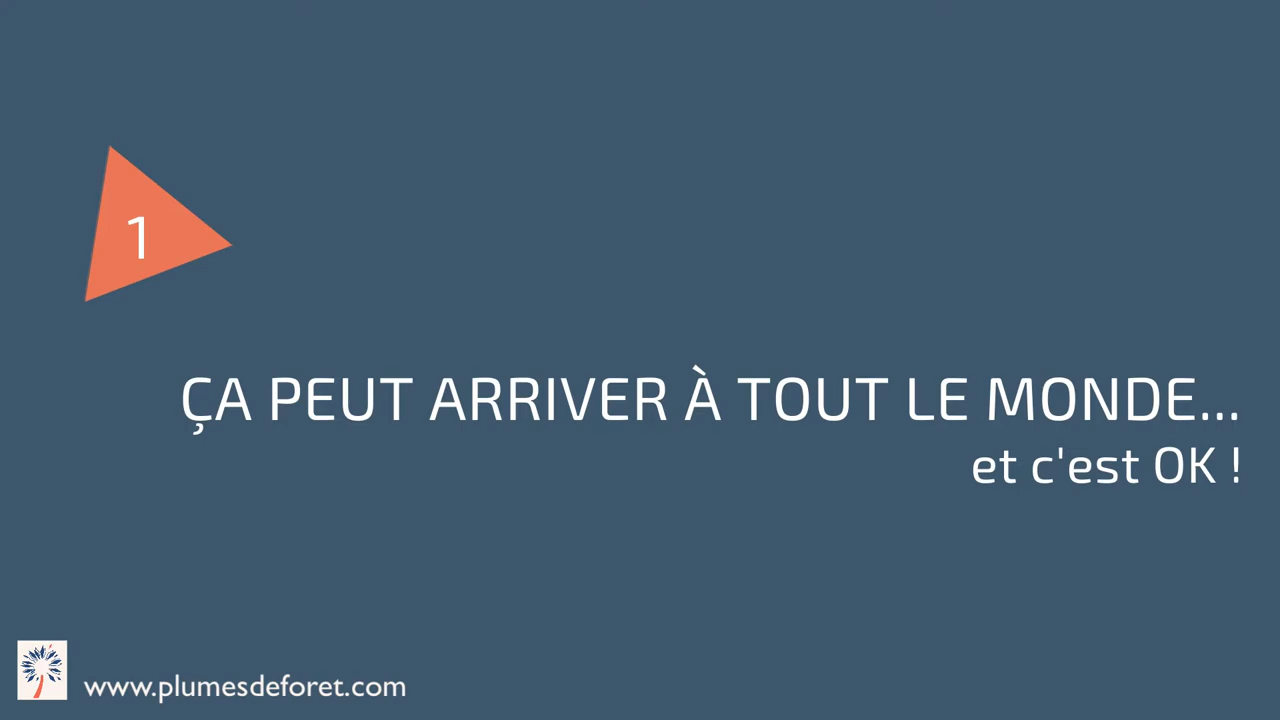 1
ÇA PEUT ARRIVER À TOUT LE MONDE...
et c'est OK !
www.plumesdeforet.com